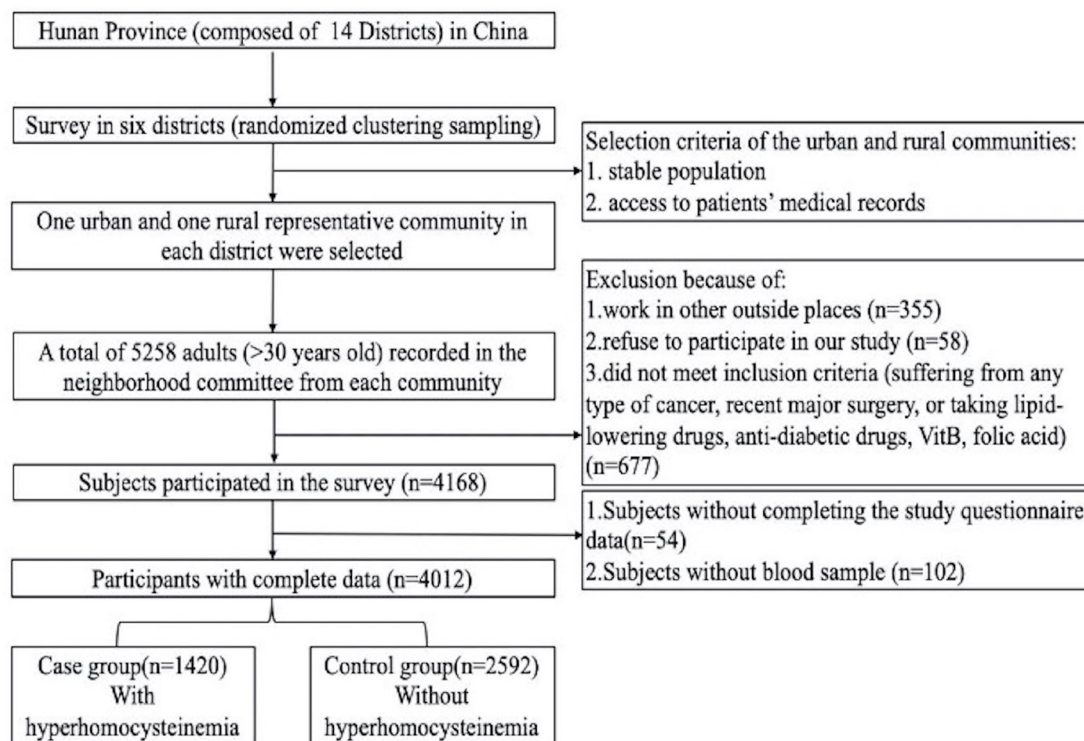 Hunan Province (composed of 14 Districts) in China
Survey in six districts (randomized clustering sampling)
Selection criteria of the urban and rural communities:
1. stable population
2. access to patients' medical records
One urban and one rural representative community in
each district were selected
Exclusion because of:
1.work in other outside places (n=355)
2.refuse to participate in our study (n=58)
3.did not meet inclusion criteria (suffering from any
type of cancer, recent major surgery, or taking lipid-
lowering drugs, anti-diabetic drugs, VitB, folic acid)
(n=677)
A total of 5258 adults (>30 years old) recorded in the
neighborhood committee from each community
Subjects participated in the survey (n=4168)
1.Subjects without completing the study questionnaire
data(n=54)
2.Subjects without blood sample (n=102)
Participants with complete data (n=4012)
Case group(n=1420)
With
hyperhomocysteinemia
Control group(n=2592)
Without
hyperhomocysteinemia